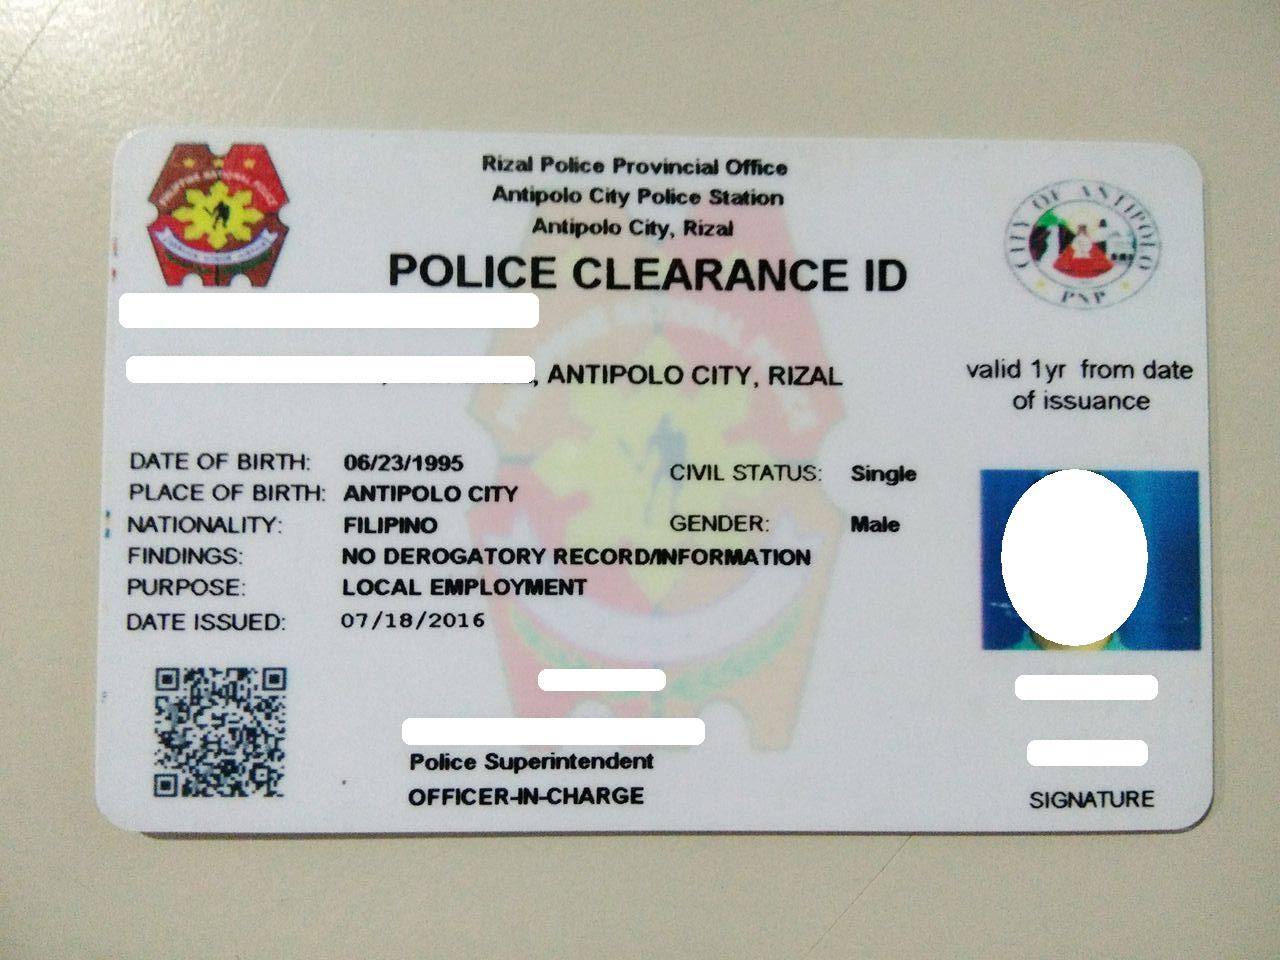 Rizal Police Provincial Office
Antipolo City Police Station
Antipolo City, Rizal
POLICE CLEARANCE ID
CITY OF ANTIPOLO
PNP
, ANTIPOLO CITY, RIZAL
valid 1yr from date
of issuance
DATE OF BIRTH: 06/23/1995
PLACE OF BIRTH: ANTIPOLO CITY
NATIONALITY: FILIPINO
FINDINGS: NO DEROGATORY RECORD/INFORMATION
PURPOSE: LOCAL EMPLOYMENT
DATE ISSUED: 07/18/2016
CIVIL STATUS: Single
GENDER: Male
Police Superintendent
OFFICER-IN-CHARGE
SIGNATURE